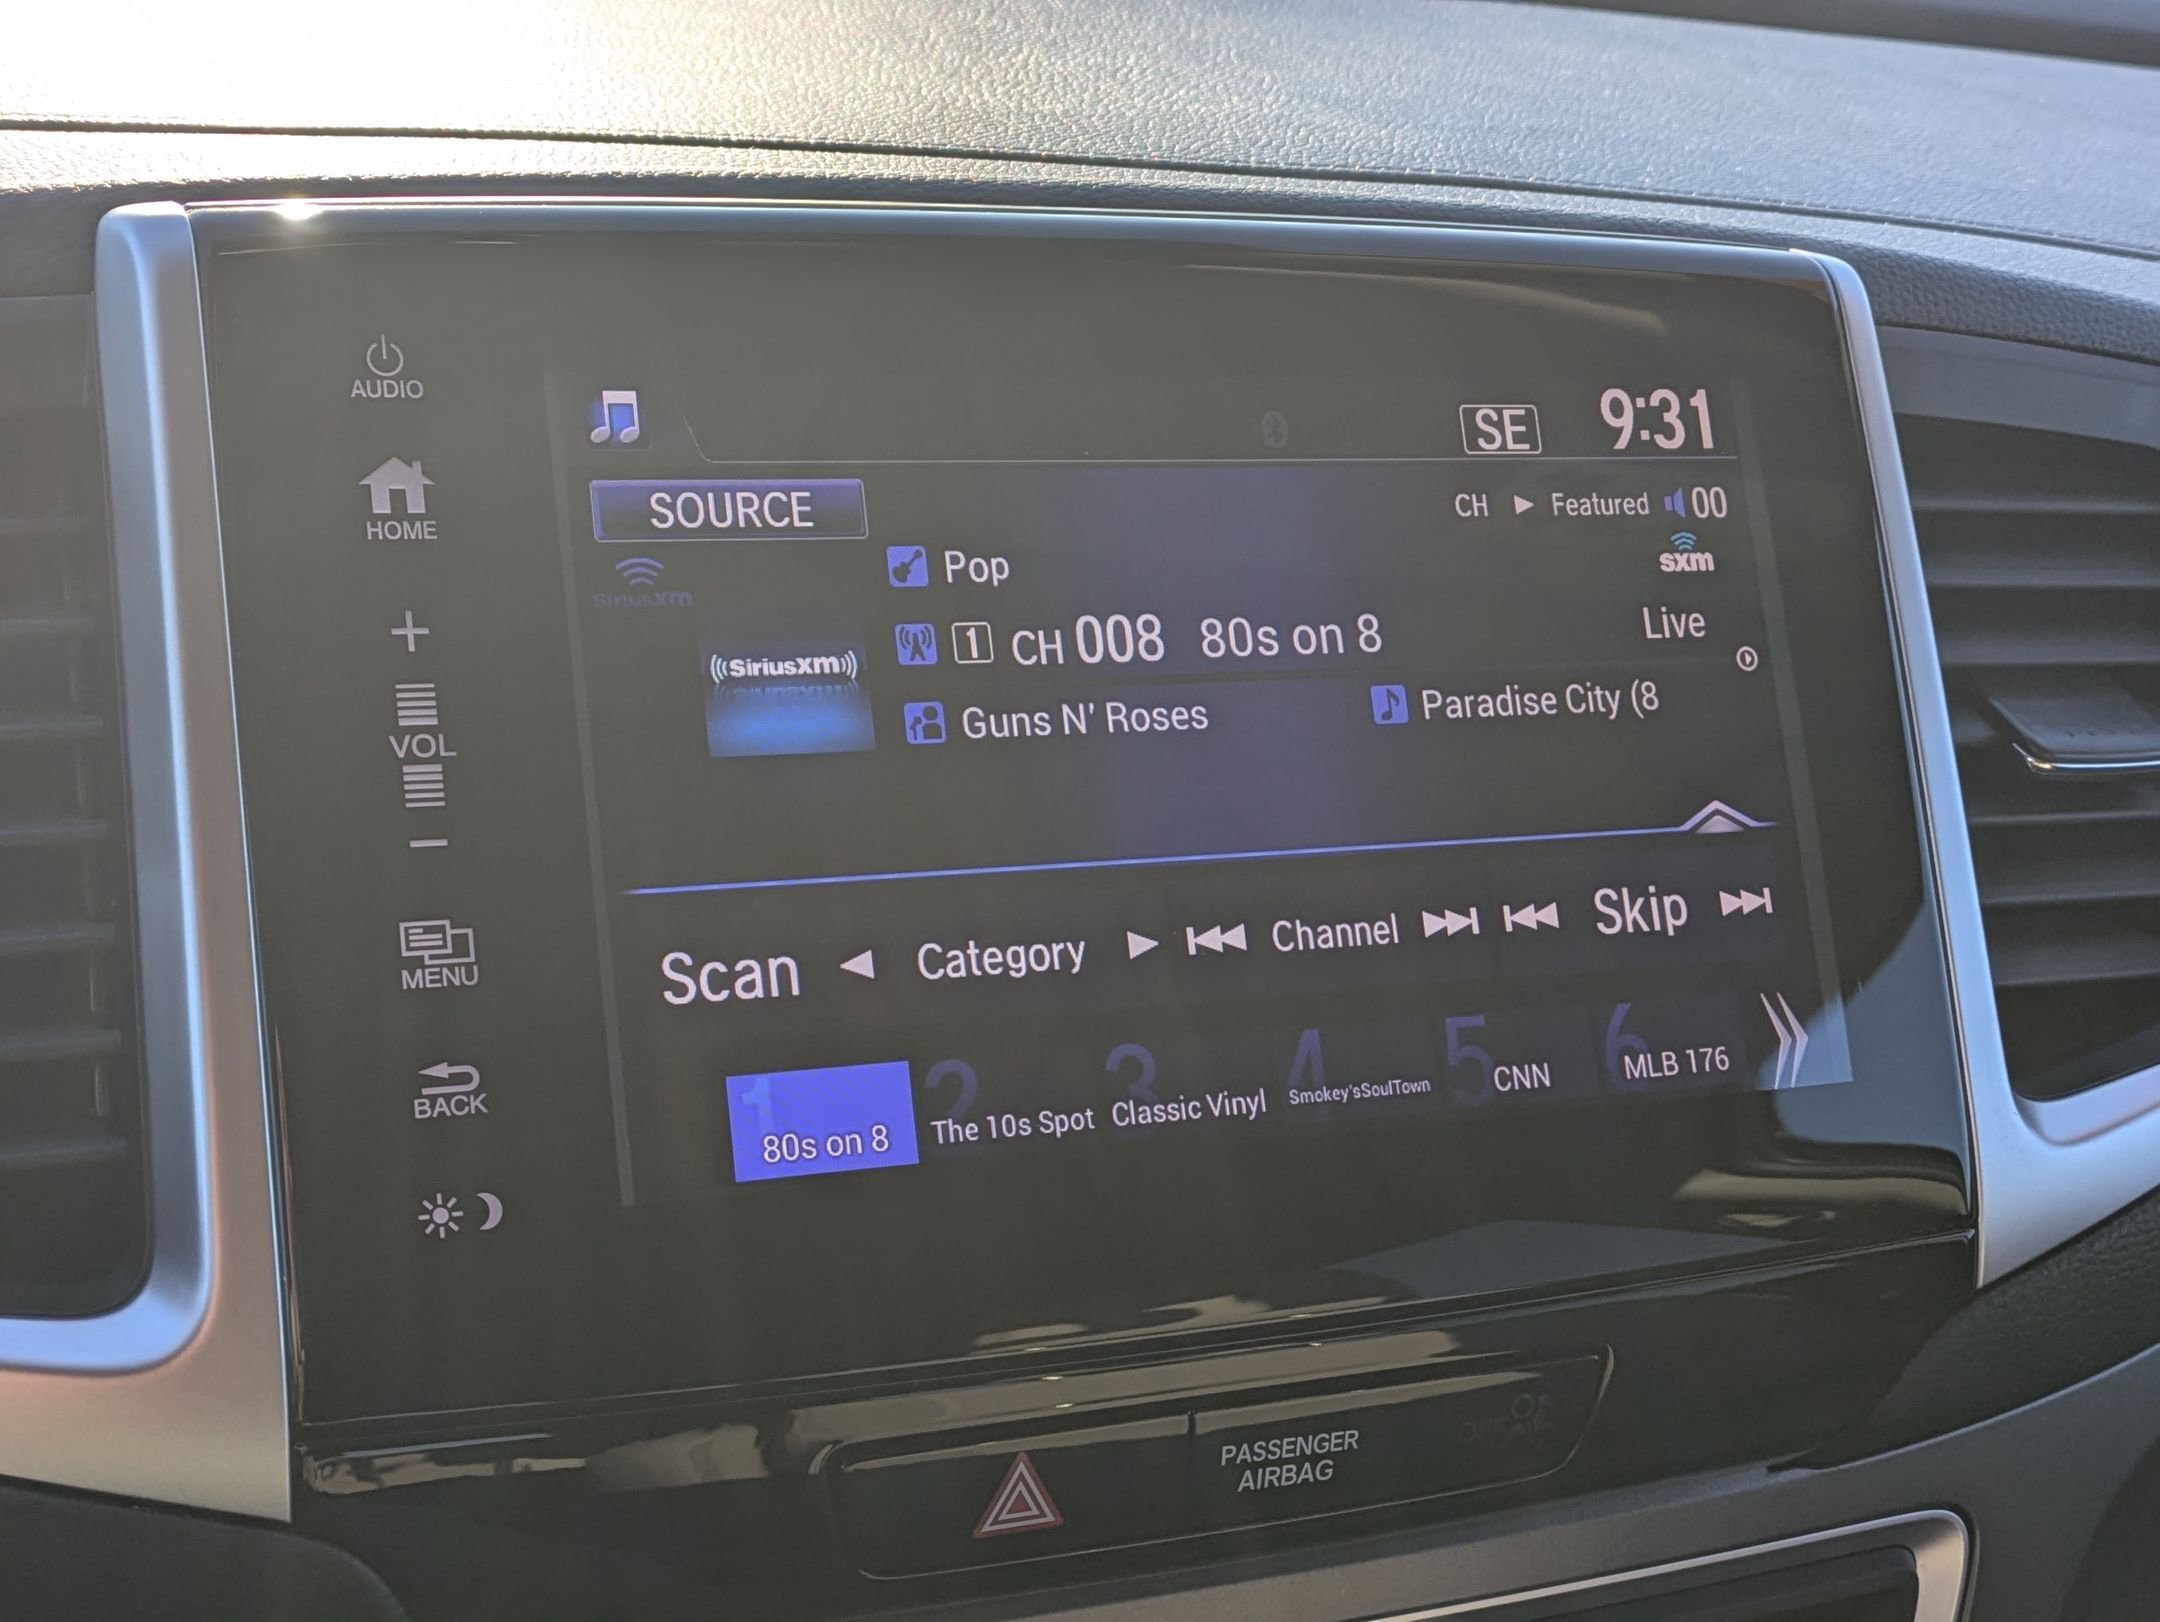 AUDIO
HOME
+
VOL
−
MENU
BACK
SE 9:31
SOURCE
CH ▶ Featured 00
SiriusXM
sxm
Pop
((SiriusXM))
1 CH 008 80s on 8
Live
Guns N' Roses
Paradise City (8
Scan ◀ Category ▶ Channel Skip
1 80s on 8
2 The 10s Spot
3 Classic Vinyl
4 Smokey'sSoulTown
5 CNN
6 MLB 176
PASSENGER
AIRBAG